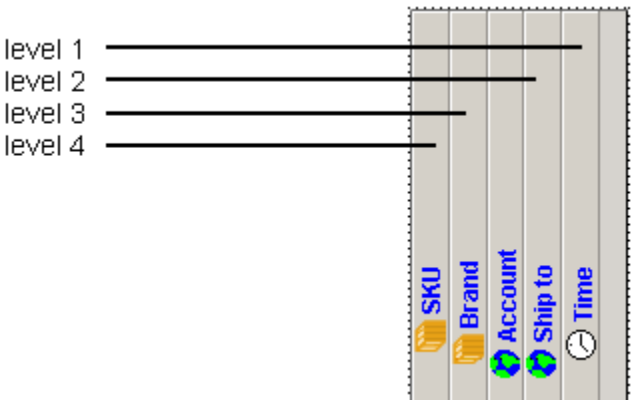 level 1
level 2
level 3
level 4
SKU
Brand
Account
Ship to
Time